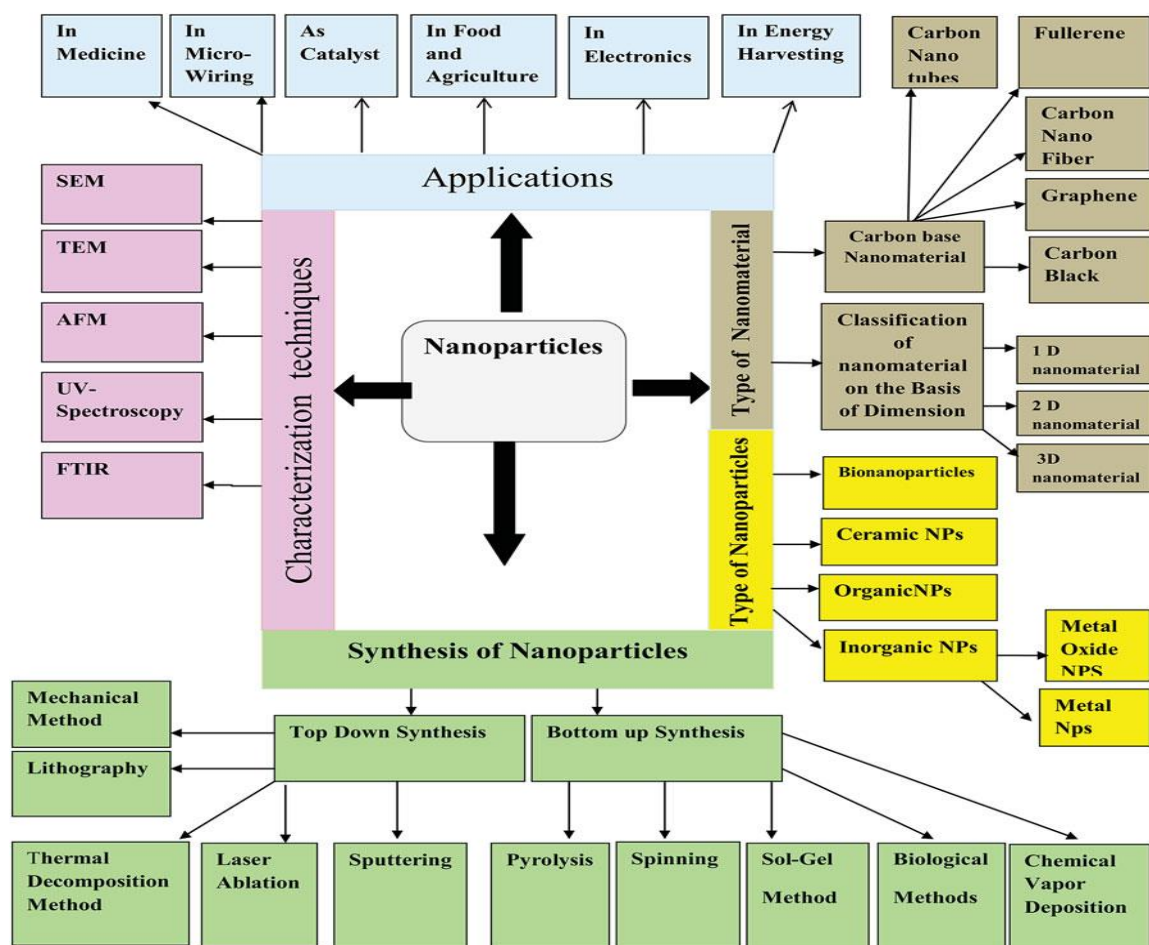 In
Medicine
In
Micro-
Wiring
As
Catalyst
In Food
and
Agriculture
In
Electronics
In Energy
Harvesting
Carbon
Nano
tubes
Fullerene
Carbon
Nano
Fiber
Graphene
Carbon
Black
Applications
SEM
TEM
AFM
UV-
Spectroscopy
FTIR
Characterization techniques
Nanoparticles
Type of Nanomaterial
Carbon base
Nanomaterial
Classification
of
nanomaterial
on the Basis
of Dimension
1 D
nanomaterial
2 D
nanomaterial
3D
nanomaterial
Type of Nanoparticles
Bionanoparticles
Ceramic NPs
OrganicNPs
Inorganic NPs
Metal
Oxide
NPS
Metal
Nps
Synthesis of Nanoparticles
Mechanical
Method
Lithography
Top Down Synthesis
Bottom up Synthesis
Thermal
Decomposition
Method
Laser
Ablation
Sputtering
Pyrolysis
Spinning
Sol-Gel
Method
Biological
Methods
Chemical
Vapor
Deposition